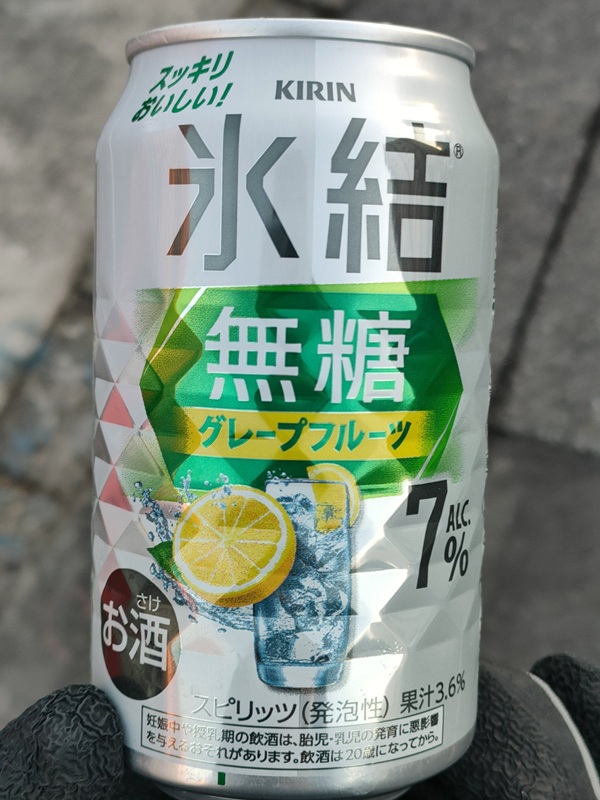 スッキリ
おいしい!
KIRIN
氷結®
無糖
グレープフルーツ
7%
ALC.
さけ
お酒
スピリッツ(発泡性) 果汁3.6%
妊娠中や授乳期の飲酒は、胎児・乳児の発育に悪影響
を与えるおそれがあります。飲酒は20歳になってから。